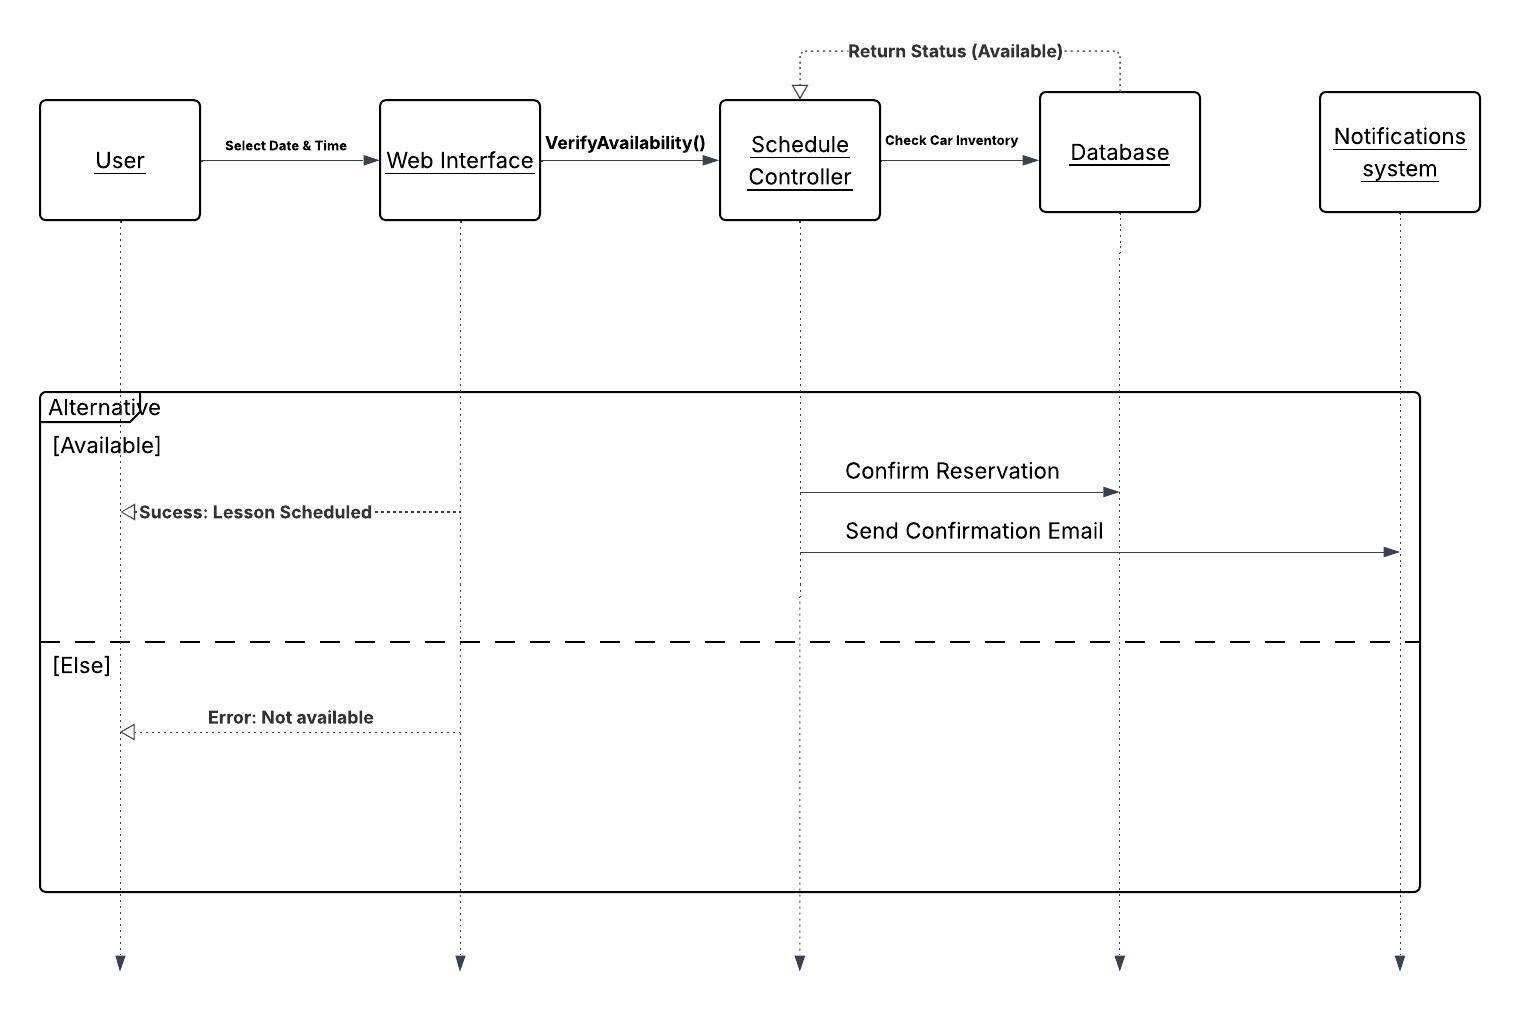 Return Status (Available)
User
Select Date & Time
Web Interface
VerifyAvailability()
Schedule
Controller
Check Car Inventory
Database
Notifications
system
Alternative
[Available]
Confirm Reservation
Sucess: Lesson Scheduled
Send Confirmation Email
[Else]
Error: Not available